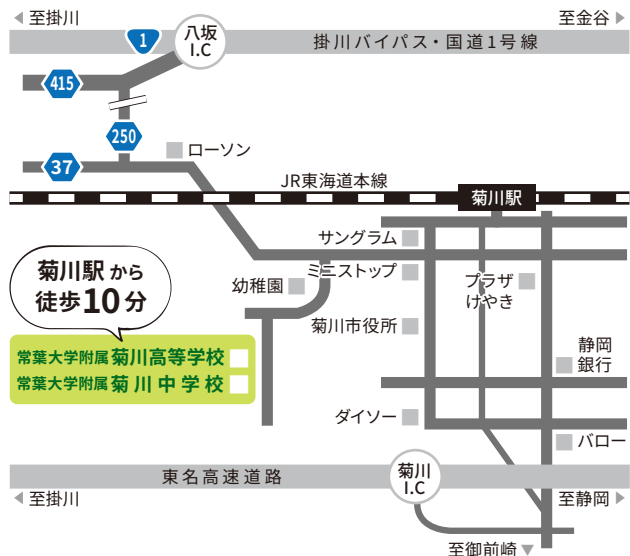 至掛川
至金谷
1
八坂
I.C
掛川バイパス・国道1号線
415
250
ローソン
37
JR東海道本線
菊川駅
サングラム
ミニストップ
幼稚園
プラザ
けやき
菊川駅から
徒歩10分
菊川市役所
常葉大学附属菊川高等学校
常葉大学附属菊川中学校
静岡
銀行
ダイソー
バロー
東名高速道路
菊川
I.C
至掛川
至静岡
至御前崎